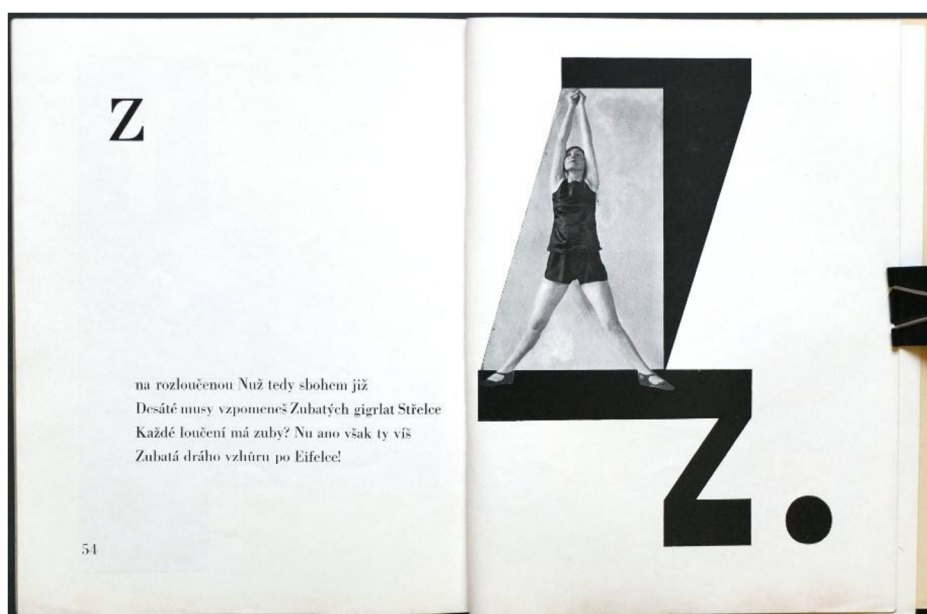 Z
na rozloučenou Nuž tedy sbohem již
Desáté musy vzpomeneš Zubatých gigrlat Střelce
Každé loučení má zuby? Nu ano však ty víš
Zubatá dráho vzhůru po Eifelce!
54
Z
Z.